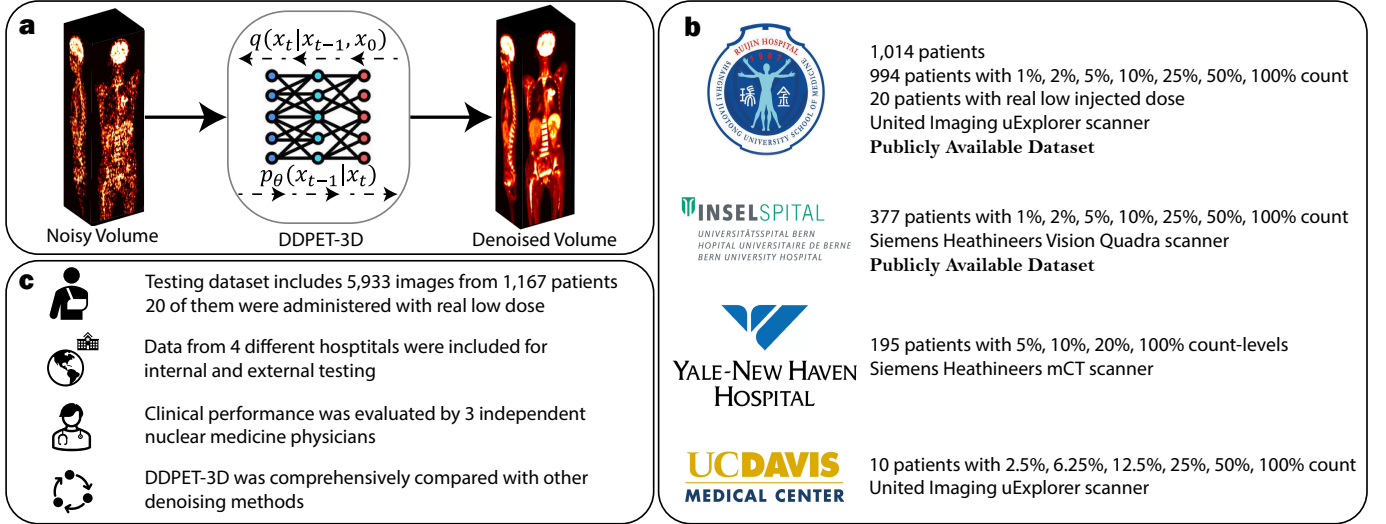 a
q(x_t|x_{t-1}, x_0)
p_θ(x_{t-1}|x_t)
Noisy Volume
DDPET-3D
Denoised Volume
b
RUIJIN HOSPITAL
1907
SHANGHAI JIAOTONG UNIVERSITY SCHOOL OF MEDICINE
瑞 金
1,014 patients
994 patients with 1%, 2%, 5%, 10%, 25%, 50%, 100% count
20 patients with real low injected dose
United Imaging uExplorer scanner
Publicly Available Dataset
INSELSPITAL
UNIVERSITÄTSSPITAL BERN
HOPITAL UNIVERSITAIRE DE BERNE
BERN UNIVERSITY HOSPITAL
377 patients with 1%, 2%, 5%, 10%, 25%, 50%, 100% count
Siemens Heathineers Vision Quadra scanner
Publicly Available Dataset
YALE-NEW HAVEN
HOSPITAL
195 patients with 5%, 10%, 20%, 100% count-levels
Siemens Heathineers mCT scanner
UCDAVIS
MEDICAL CENTER
10 patients with 2.5%, 6.25%, 12.5%, 25%, 50%, 100% count
United Imaging uExplorer scanner
c
Testing dataset includes 5,933 images from 1,167 patients
20 of them were administered with real low dose
Data from 4 different hosptitals were included for
internal and external testing
Clinical performance was evaluated by 3 independent
nuclear medicine physicians
DDPET-3D was comprehensively compared with other
denoising methods